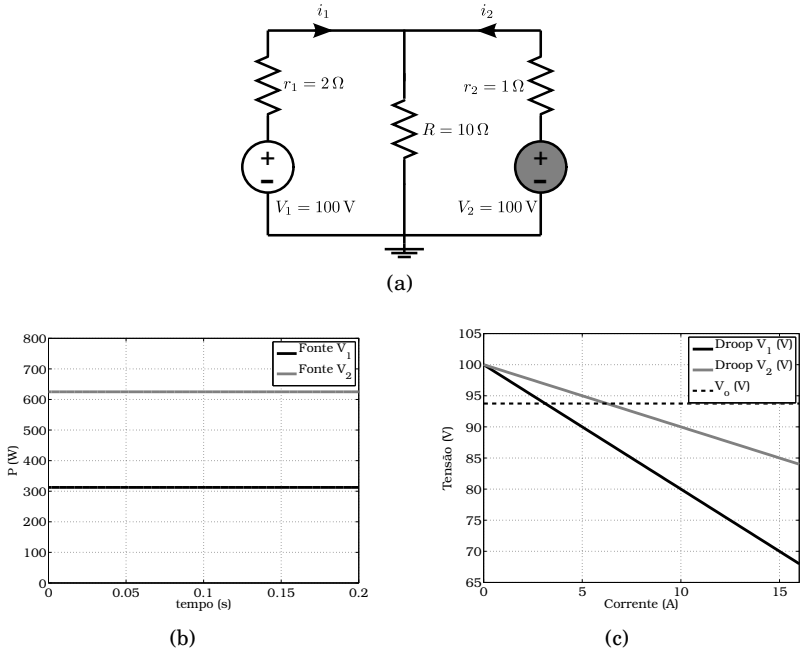 i₁
i₂
r₁ = 2 Ω
r₂ = 1 Ω
R = 10 Ω
+
−
+
−
V₁ = 100 V
V₂ = 100 V
(a)
800
700
600
500
400
300
200
100
0
P (W)
Fonte V₁
Fonte V₂
0
0.05
0.1
0.15
0.2
tempo (s)
(b)
105
100
95
90
85
80
75
70
65
Tensão (V)
Droop V₁ (V)
Droop V₂ (V)
Vₒ (V)
0
5
10
15
Corrente (A)
(c)